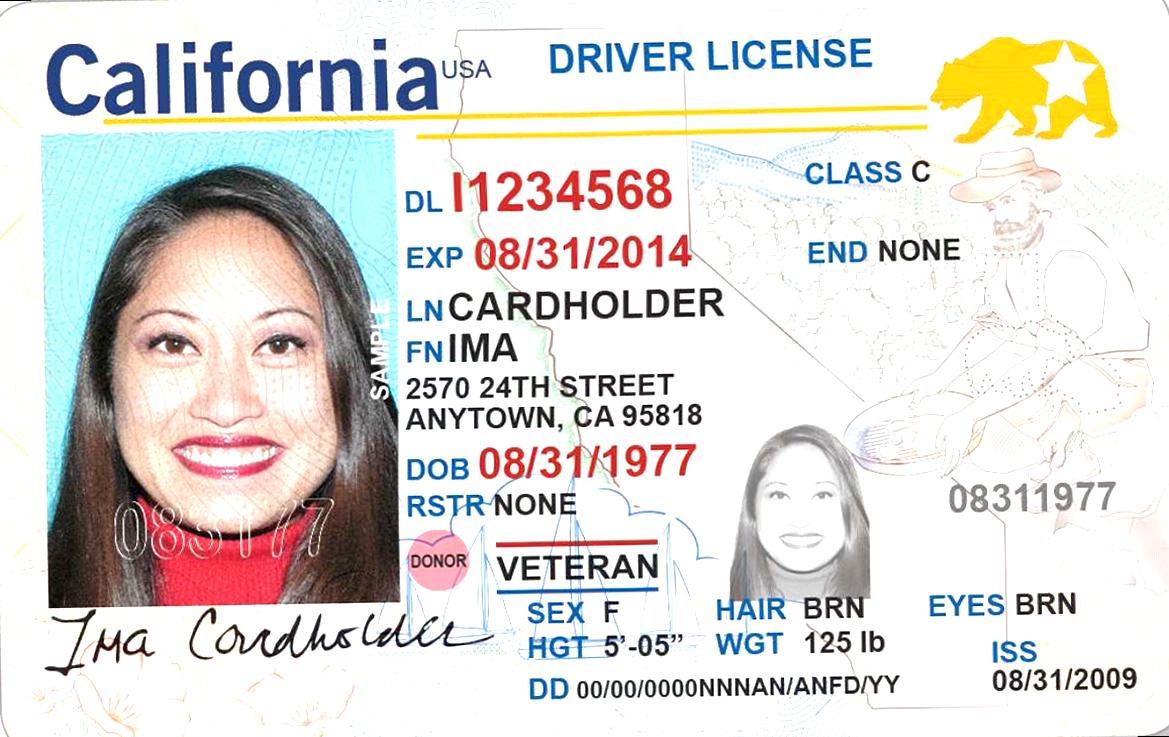 California USA DRIVER LICENSE
DL I1234568
CLASS C
EXP 08/31/2014
END NONE
LN CARDHOLDER
FN IMA
2570 24TH STREET
ANYTOWN, CA 95818
DOB 08/31/1977
RSTR NONE
08311977
SAMPLE
083177
DONOR
VETERAN
SEX F
HAIR BRN
EYES BRN
HGT 5'-05"
WGT 125 lb
ISS
08/31/2009
DD 00/00/0000NNNAN/ANFD/YY
Ima Cardholder